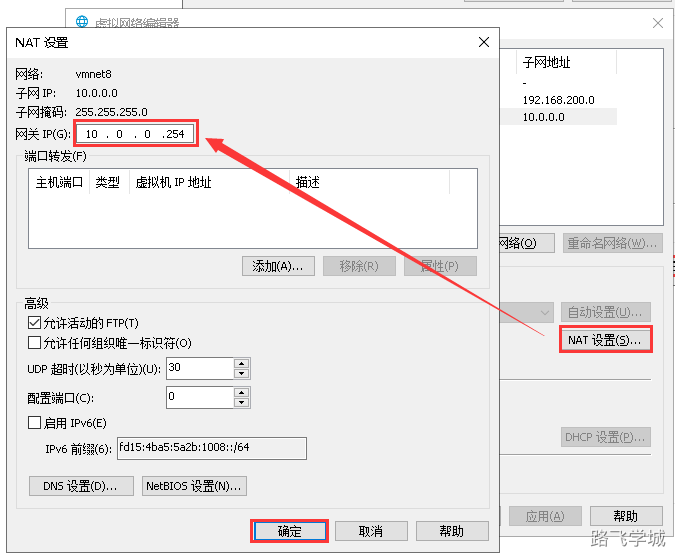 虚拟网络编辑器
NAT 设置
网络: vmnet8
子网 IP: 10.0.0.0
子网掩码: 255.255.255.0
网关 IP(G): 10 . 0 . 0 .254
端口转发(F)
主机端口 类型 虚拟机 IP 地址 描述
添加(A)... 移除(R) 属性(P)
高级
允许活动的 FTP(T)
允许任何组织唯一标识符(O)
UDP 超时(以秒为单位)(U): 30
配置端口(C): 0
启用 IPv6(E)
IPv6 前缀(6): fd15:4ba5:5a2b:1008::/64
DNS 设置(D)... NetBIOS 设置(N)...
确定 取消 帮助
子网地址
-
192.168.200.0
10.0.0.0
网络(O) 重命名网络(W)...
自动设置(U)...
NAT 设置(S)...
DHCP 设置(P)...
应用(A) 帮助
路飞学城